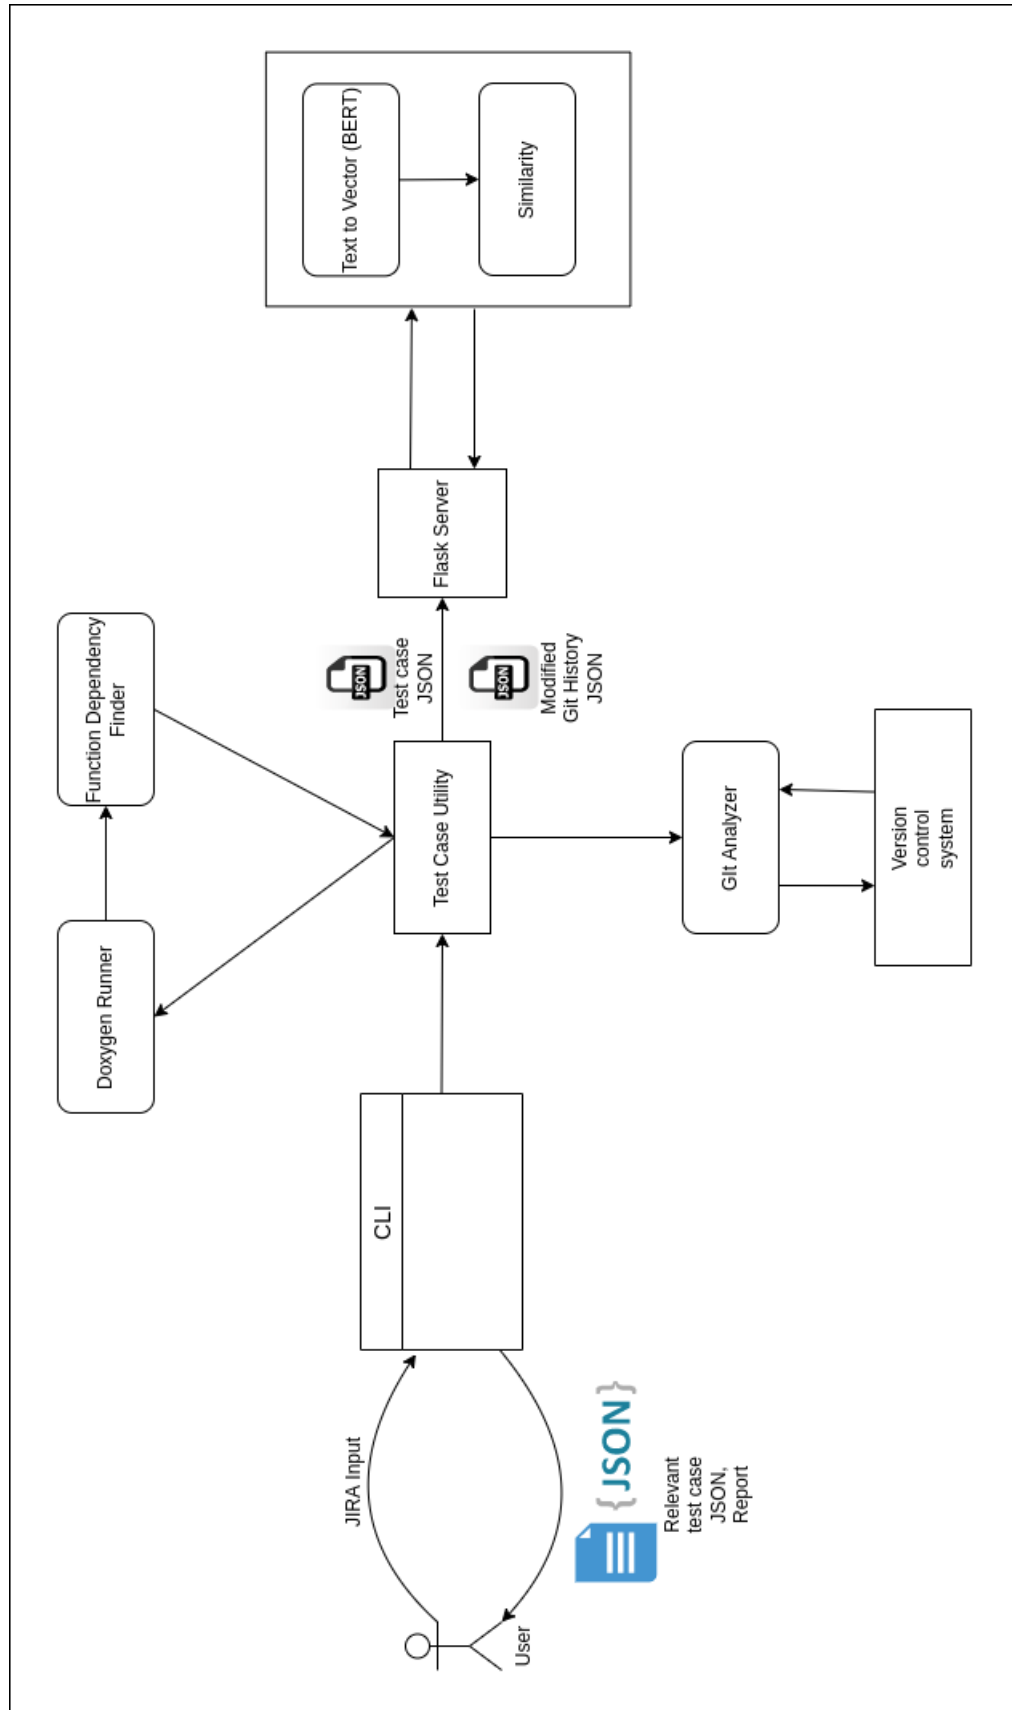 JIRA Input
User
{JSON}
Relevant
test case
JSON,
Report
CLI
Doxygen Runner
Function Dependency
Finder
Test Case Utility
GIt Analyzer
Version
control
system
JSON
Test case
JSON
JSON
Modified
Git History
JSON
Flask Server
Text to Vector (BERT)
Similarity